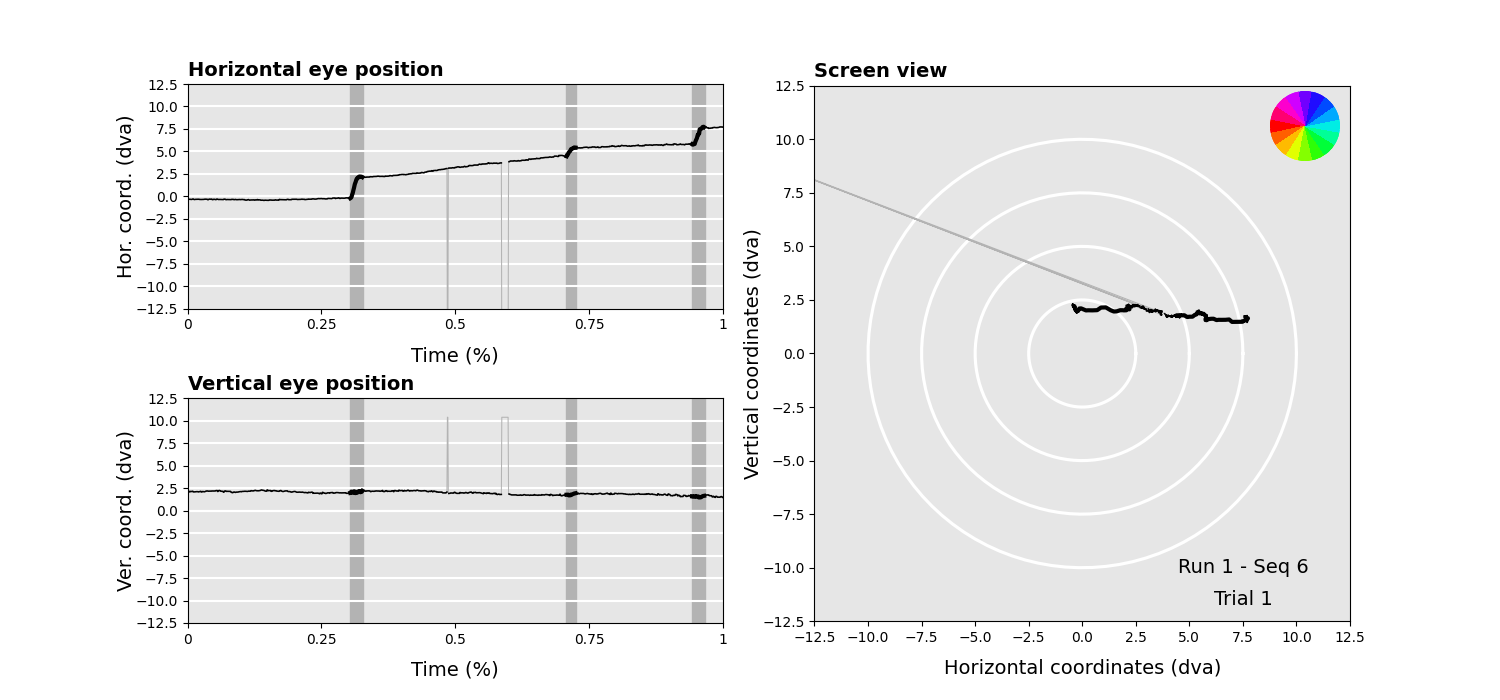 Horizontal eye position
Hor. coord. (dva)
12.5
10.0
7.5
5.0
2.5
0.0
−2.5
−5.0
−7.5
−10.0
−12.5
0 0.25 0.5 0.75 1
Time (%)
Vertical eye position
Ver. coord. (dva)
12.5
10.0
7.5
5.0
2.5
0.0
−2.5
−5.0
−7.5
−10.0
−12.5
0 0.25 0.5 0.75 1
Time (%)
Screen view
Vertical coordinates (dva)
12.5
10.0
7.5
5.0
2.5
0.0
−2.5
−5.0
−7.5
−10.0
−12.5
Run 1 - Seq 6
Trial 1
−12.5 −10.0 −7.5 −5.0 −2.5 0.0 2.5 5.0 7.5 10.0 12.5
Horizontal coordinates (dva)